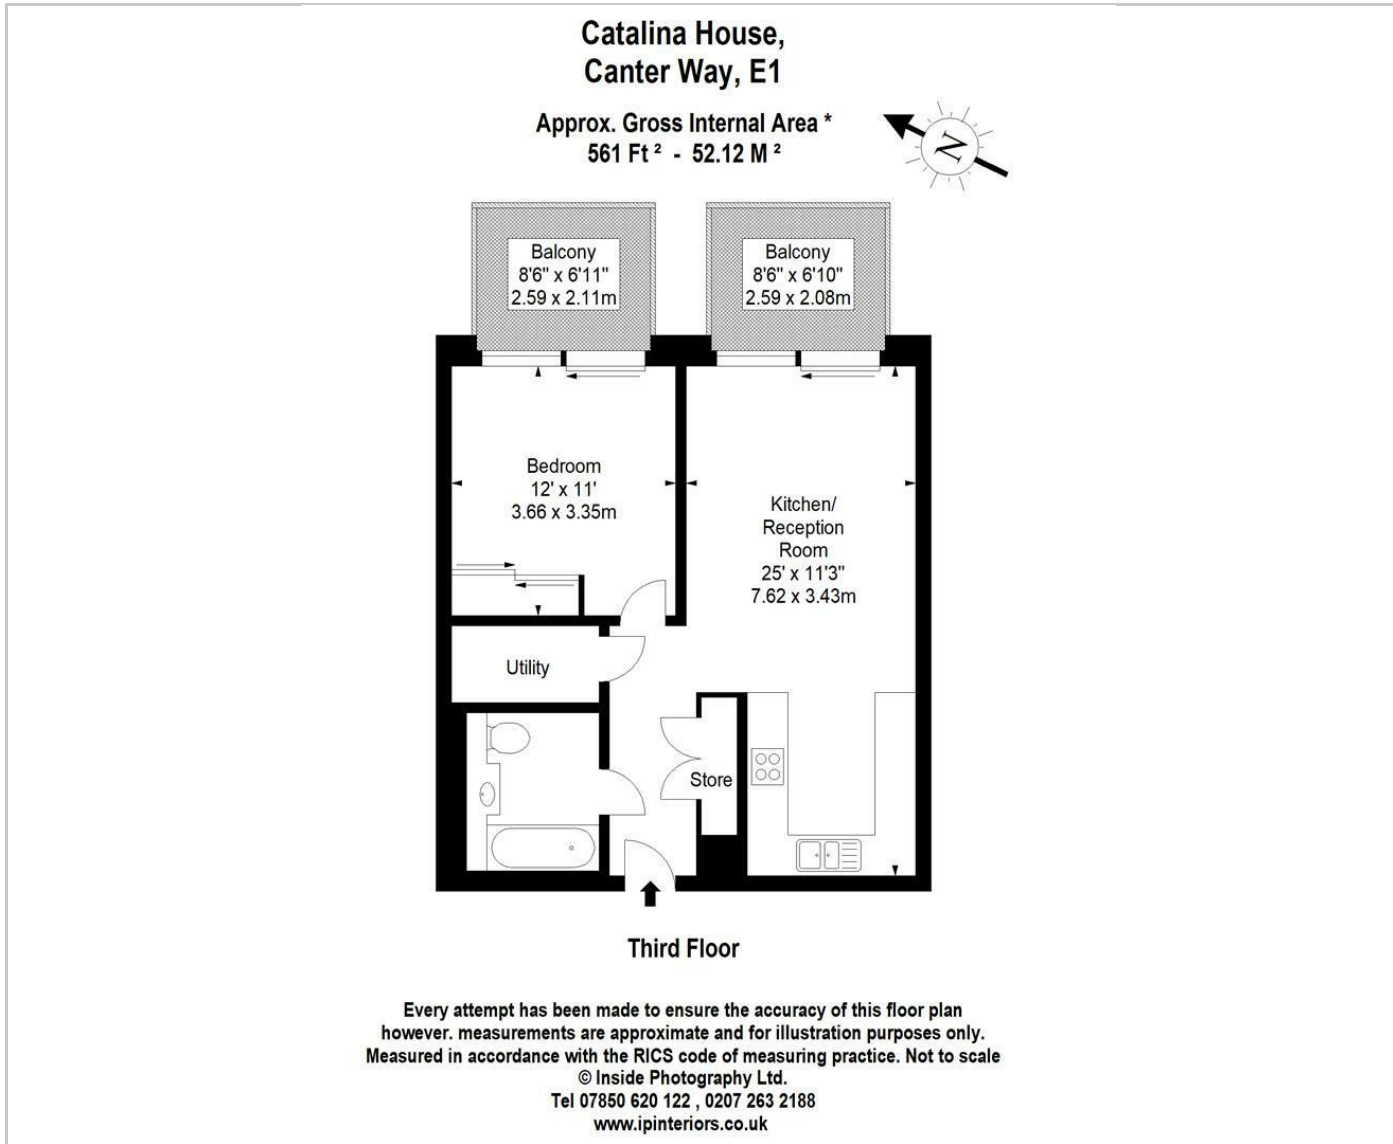 Catalina House,
Canter Way, E1
Approx. Gross Internal Area *
561 Ft ² - 52.12 M ²
N
Balcony
8'6" x 6'11"
2.59 x 2.11m
Balcony
8'6" x 6'10"
2.59 x 2.08m
Bedroom
12' x 11'
3.66 x 3.35m
Kitchen/
Reception
Room
25' x 11'3"
7.62 x 3.43m
Utility
Store
Third Floor
Every attempt has been made to ensure the accuracy of this floor plan
however. measurements are approximate and for illustration purposes only.
Measured in accordance with the RICS code of measuring practice. Not to scale
© Inside Photography Ltd.
Tel 07850 620 122 , 0207 263 2188
www.ipinteriors.co.uk